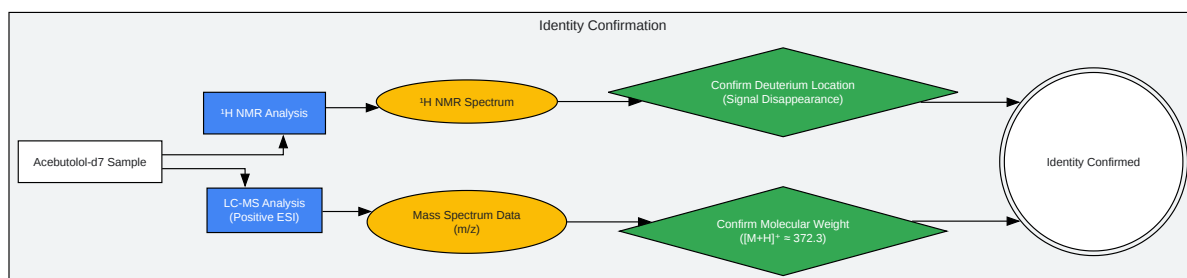 Identity Confirmation
¹H NMR Analysis
¹H NMR Spectrum
Confirm Deuterium Location
(Signal Disappearance)
Acebutolol-d7 Sample
Identity Confirmed
LC-MS Analysis
(Positive ESI)
Mass Spectrum Data
(m/z)
Confirm Molecular Weight
([M+H]⁺ ≈ 372.3)